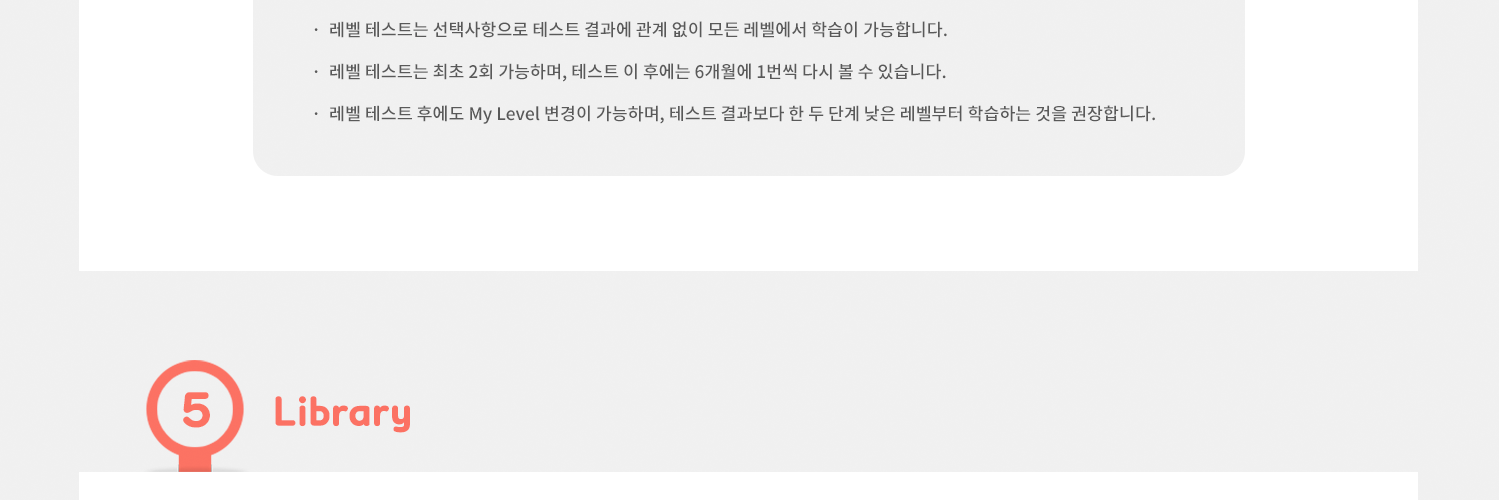 · 레벨 테스트는 선택사항으로 테스트 결과에 관계 없이 모든 레벨에서 학습이 가능합니다.
· 레벨 테스트는 최초 2회 가능하며, 테스트 이 후에는 6개월에 1번씩 다시 볼 수 있습니다.
· 레벨 테스트 후에도 My Level 변경이 가능하며, 테스트 결과보다 한 두 단계 낮은 레벨부터 학습하는 것을 권장합니다.
5 Library